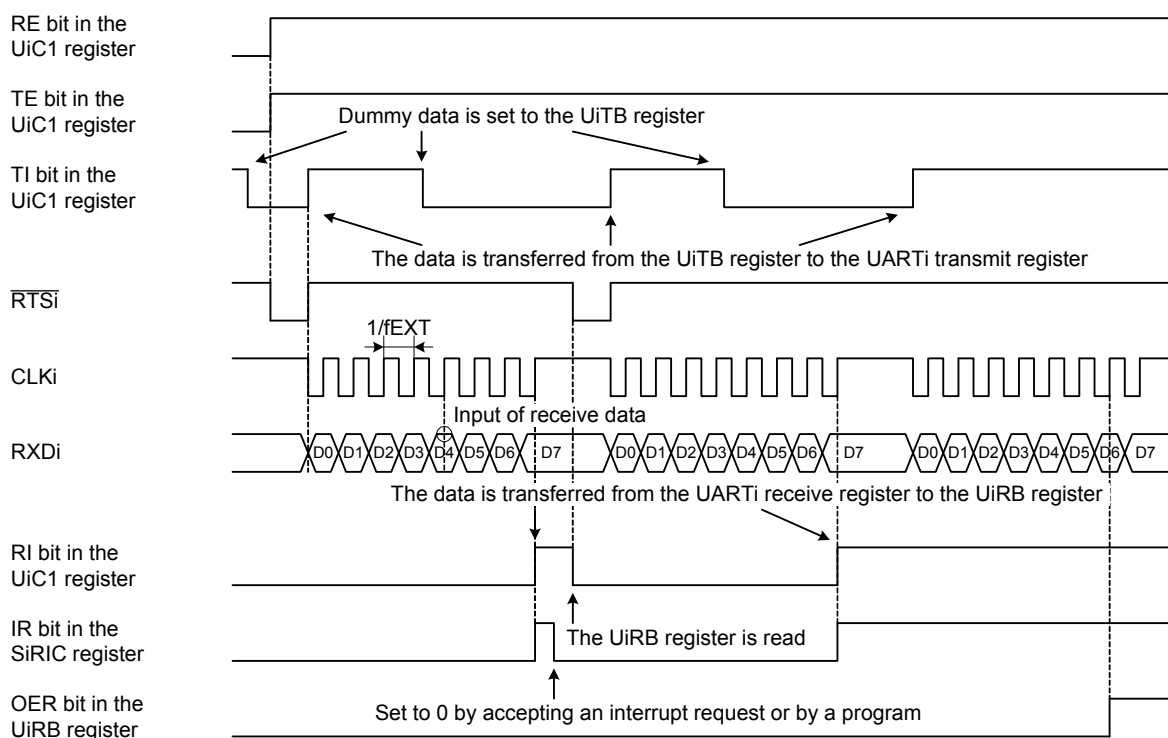 RE bit in the
UiC1 register
TE bit in the
UiC1 register
Dummy data is set to the UiTB register
TI bit in the
UiC1 register
The data is transferred from the UiTB register to the UARTi transmit register
RTSi
1/fEXT
CLKi
Input of receive data
RXDi
D0 D1 D2 D3 D4 D5 D6 D7 D0 D1 D2 D3 D4 D5 D6 D7 D0 D1 D2 D3 D4 D5 D6 D7
The data is transferred from the UARTi receive register to the UiRB register
RI bit in the
UiC1 register
The UiRB register is read
IR bit in the
SiRIC register
Set to 0 by accepting an interrupt request or by a program
OER bit in the
UiRB register